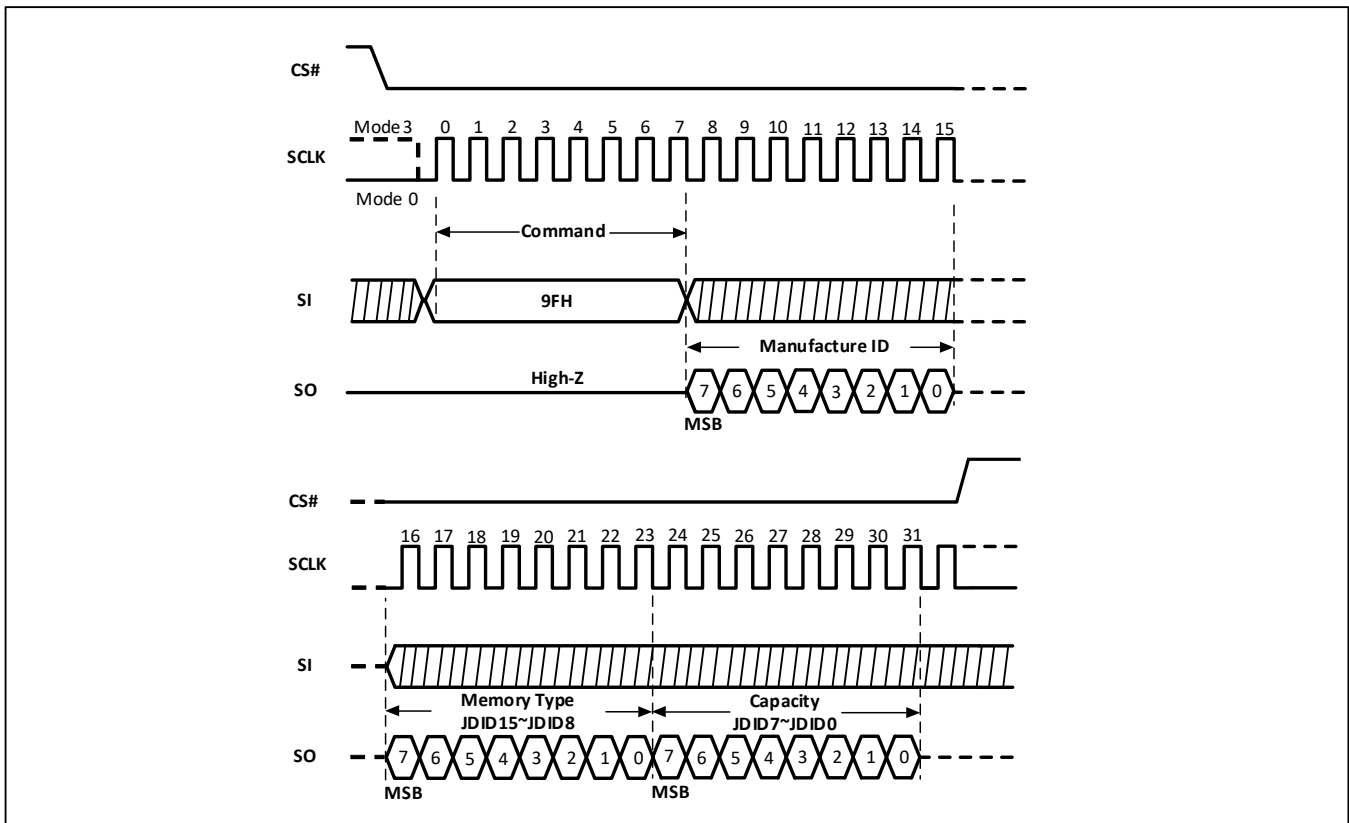 CS#
Mode 3 0 1 2 3 4 5 6 7 8 9 10 11 12 13 14 15
SCLK
Mode 0
Command
SI 9FH
Manufacture ID
High-Z
SO 7 6 5 4 3 2 1 0
MSB
CS#
16 17 18 19 20 21 22 23 24 25 26 27 28 29 30 31
SCLK
SI
Memory Type Capacity
JDID15~JDID8 JDID7~JDID0
SO 7 6 5 4 3 2 1 0 7 6 5 4 3 2 1 0
MSB MSB